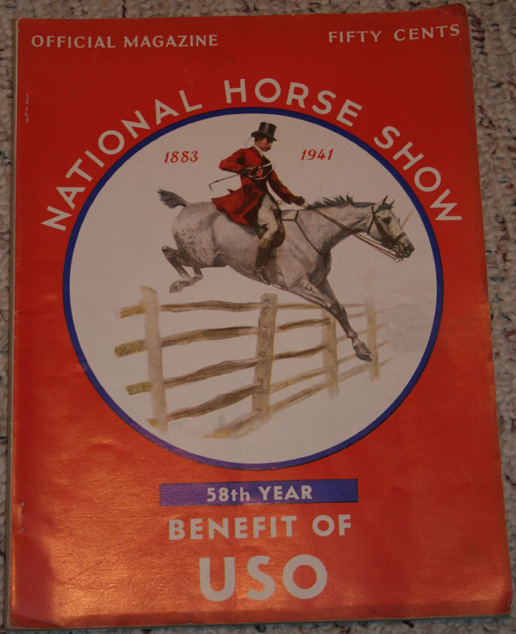 OFFICIAL MAGAZINE
FIFTY CENTS
NATIONAL HORSE SHOW
1883
1941
58th YEAR
BENEFIT OF
USO